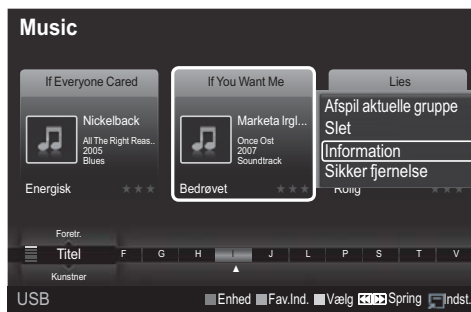 Music
If Everyone Cared
If You Want Me
Lies
Nickelback
All The Right Reas..
2005
Blues
Energisk
Marketa Irgl...
Once Ost
2007
Soundtrack
Bedrøvet
Afspil aktuelle gruppe
Slet
Information
Sikker fjernelse
Rolig
Foretr.
Titel F G H I J L P S T V
Kunstner
USB Enhed Fav.Ind. Vælg Spring Indst.